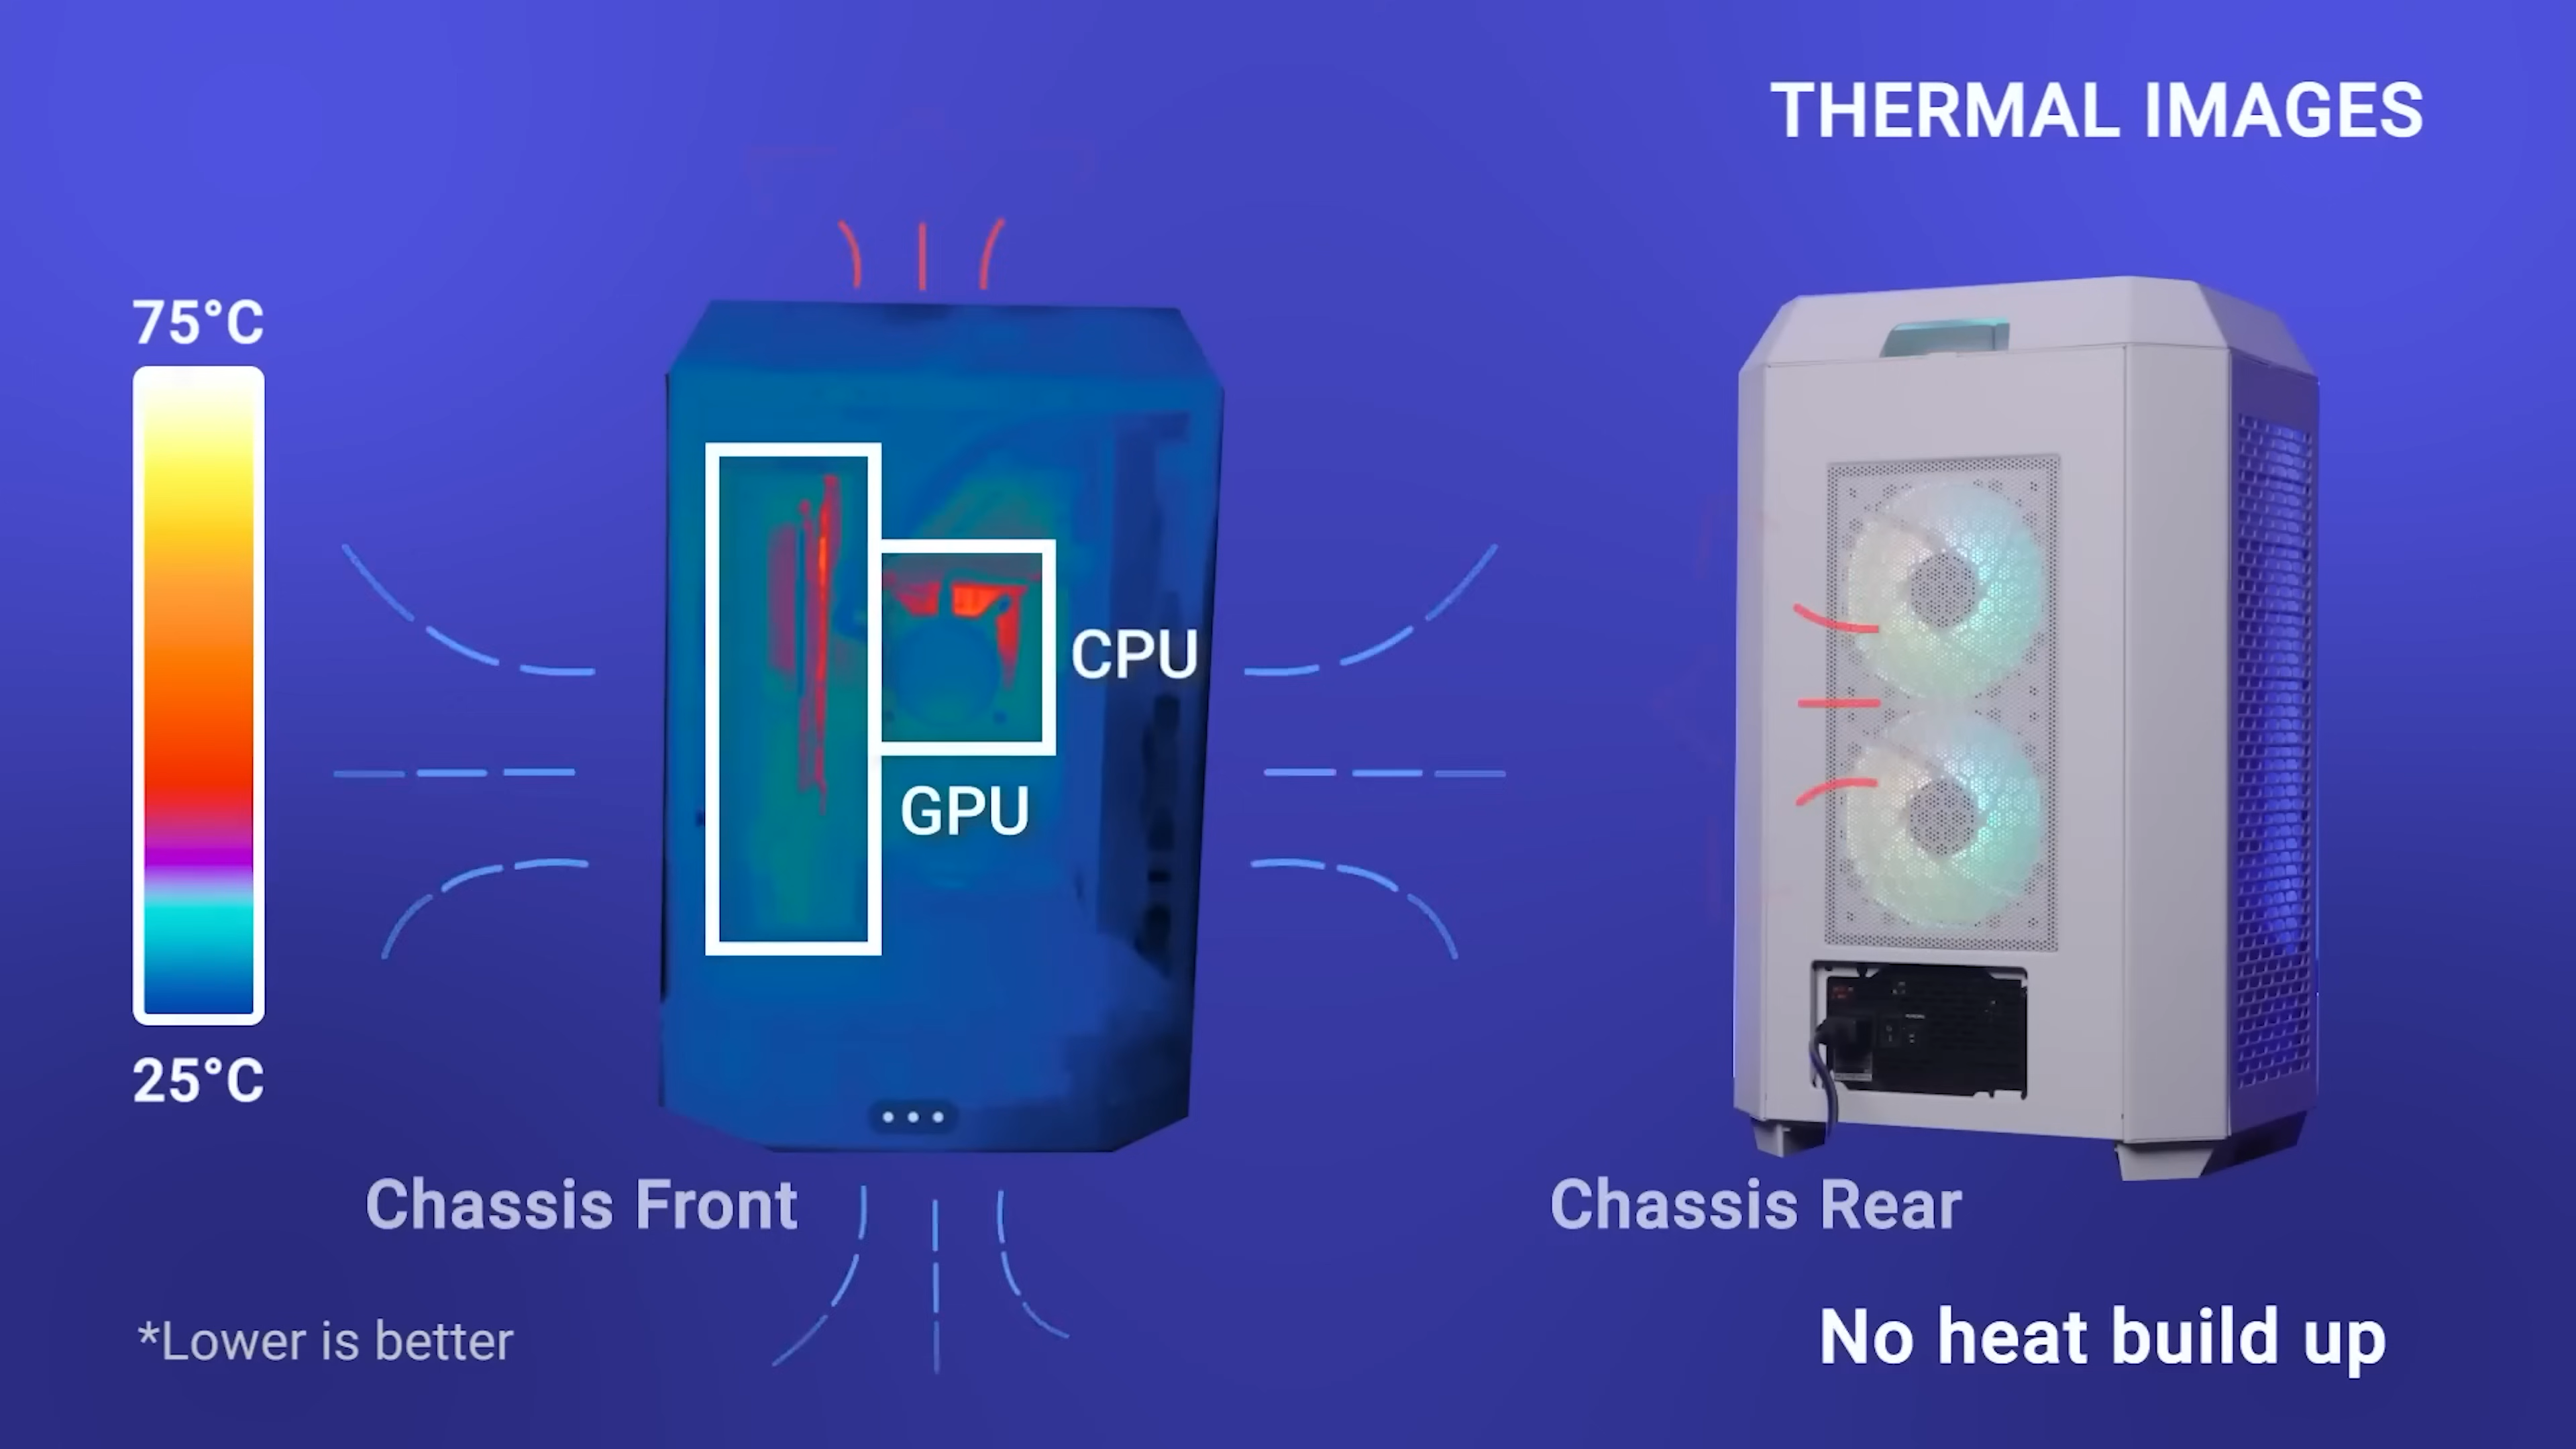 THERMAL IMAGES
75°C
CPU
GPU
25°C
Chassis Front
Chassis Rear
*Lower is better
No heat build up